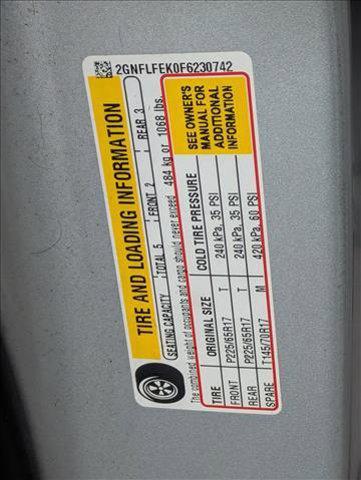 2GNFLFEK0F6230742
TIRE AND LOADING INFORMATION
SEATING CAPACITY TOTAL 5 FRONT 2 REAR 3
The combined weight of occupants and cargo should never exceed 484 kg or 1068 lbs.
TIRE ORIGINAL SIZE COLD TIRE PRESSURE
FRONT P225/65R17 T 240 kPa, 35 PSI
REAR P225/65R17 T 240 kPa, 35 PSI
SPARE T145/70R17 M 420 kPa, 60 PSI
SEE OWNER'S
MANUAL FOR
ADDITIONAL
INFORMATION